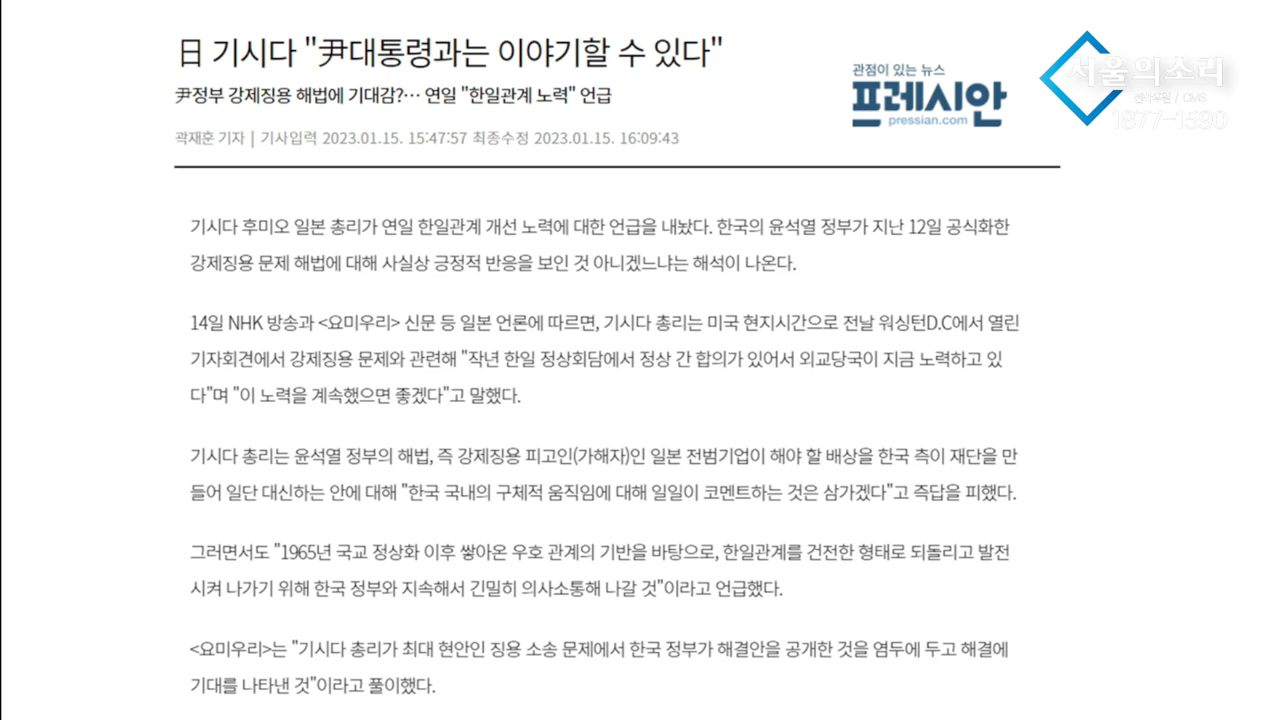 日 기시다 "尹대통령과는 이야기할 수 있다"
尹정부 강제징용 해법에 기대감?… 연일 "한일관계 노력" 언급
곽재훈 기자 | 기사입력 2023.01.15. 15:47:57 최종수정 2023.01.15. 16:09:43
관점이 있는 뉴스
프레시안
pressian.com
서울의소리
/ CMS
1877-1580
기시다 후미오 일본 총리가 연일 한일관계 개선 노력에 대한 언급을 내놨다. 한국의 윤석열 정부가 지난 12일 공식화한
강제징용 문제 해법에 대해 사실상 긍정적 반응을 보인 것 아니겠느냐는 해석이 나온다.
14일 NHK 방송과 <요미우리> 신문 등 일본 언론에 따르면, 기시다 총리는 미국 현지시간으로 전날 워싱턴D.C에서 열린
기자회견에서 강제징용 문제와 관련해 "작년 한일 정상회담에서 정상 간 합의가 있어서 외교당국이 지금 노력하고 있
다"며 "이 노력을 계속했으면 좋겠다"고 말했다.
기시다 총리는 윤석열 정부의 해법, 즉 강제징용 피고인(가해자)인 일본 전범기업이 해야 할 배상을 한국 측이 재단을 만
들어 일단 대신하는 안에 대해 "한국 국내의 구체적 움직임에 대해 일일이 코멘트하는 것은 삼가겠다"고 즉답을 피했다.
그러면서도 "1965년 국교 정상화 이후 쌓아온 우호 관계의 기반을 바탕으로, 한일관계를 건전한 형태로 되돌리고 발전
시켜 나가기 위해 한국 정부와 지속해서 긴밀히 의사소통해 나갈 것"이라고 언급했다.
<요미우리>는 "기시다 총리가 최대 현안인 징용 소송 문제에서 한국 정부가 해결안을 공개한 것을 염두에 두고 해결에
기대를 나타낸 것"이라고 풀이했다.